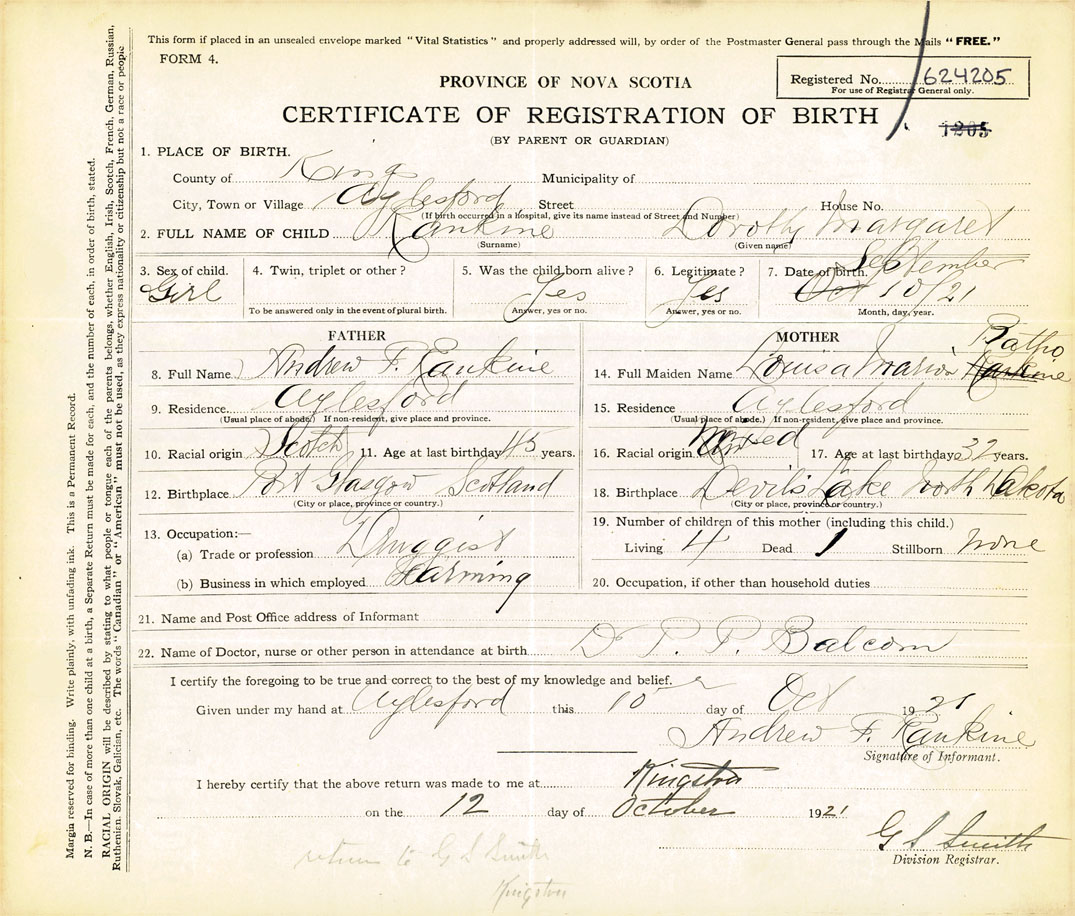 This form if placed in an unsealed envelope marked "Vital Statistics" and properly addressed will, by order of the Postmaster General pass through the Mails "FREE."
FORM 4.
Registered No. 624205
For use of Registrar General only.
PROVINCE OF NOVA SCOTIA
CERTIFICATE OF REGISTRATION OF BIRTH
1205
(BY PARENT OR GUARDIAN)
1. PLACE OF BIRTH.
County of Kings Municipality of
City, Town or Village Aylesford Street House No.
(If birth occurred in a hospital, give its name instead of Street and Number)
2. FULL NAME OF CHILD Rankine Dorothy Margaret
(Surname) (Given name)
3. Sex of child. 4. Twin, triplet or other? 5. Was the child born alive? 6. Legitimate? 7. Date of birth. September
Girl Yes Yes Oct 10/21
To be answered only in the event of plural birth. Answer, yes or no. Answer, yes or no. Month, day, year.
FATHER
8. Full Name Andrew F. Rankine
9. Residence Aylesford
(Usual place of abode.) If non-resident, give place and province.
10. Racial origin Scotch 11. Age at last birthday 45 years.
12. Birthplace Port Glasgow Scotland
(City or place, province or country.)
13. Occupation:—
(a) Trade or profession Druggist
(b) Business in which employed Farming
MOTHER
14. Full Maiden Name Louisa Marion Rankine Batho
15. Residence Aylesford
(Usual place of abode.) If non-resident, give place and province.
16. Racial origin Mixed 17. Age at last birthday 32 years.
18. Birthplace Devils Lake North Dakota
(City or place, province or country.)
19. Number of children of this mother (including this child.)
Living 4 Dead 1 Stillborn none
20. Occupation, if other than household duties
21. Name and Post Office address of Informant
22. Name of Doctor, nurse or other person in attendance at birth Dr P. P. Balcom
I certify the foregoing to be true and correct to the best of my knowledge and belief.
Given under my hand at Aylesford this 10 day of Oct 1921
Andrew F. Rankine
Signature of Informant.
I hereby certify that the above return was made to me at Kingston
on the 12 day of October 1921
G S Smith
Division Registrar.
return to G S Smith
Kingston
Margin reserved for binding. Write plainly, with unfading ink. This is a Permanent Record.
N. B.—In case of more than one child at a birth, a Separate Return must be made for each, and the number of each, in order of birth, stated.
RACIAL ORIGIN will be described by stating to what people or tongue each of the parents belongs, whether English, Irish, Scotch, French, German, Russian,
Ruthenian, Slovak, Galician, etc. The words "Canadian" or "American" must not be used, as they express nationality or citizenship but not a race or people